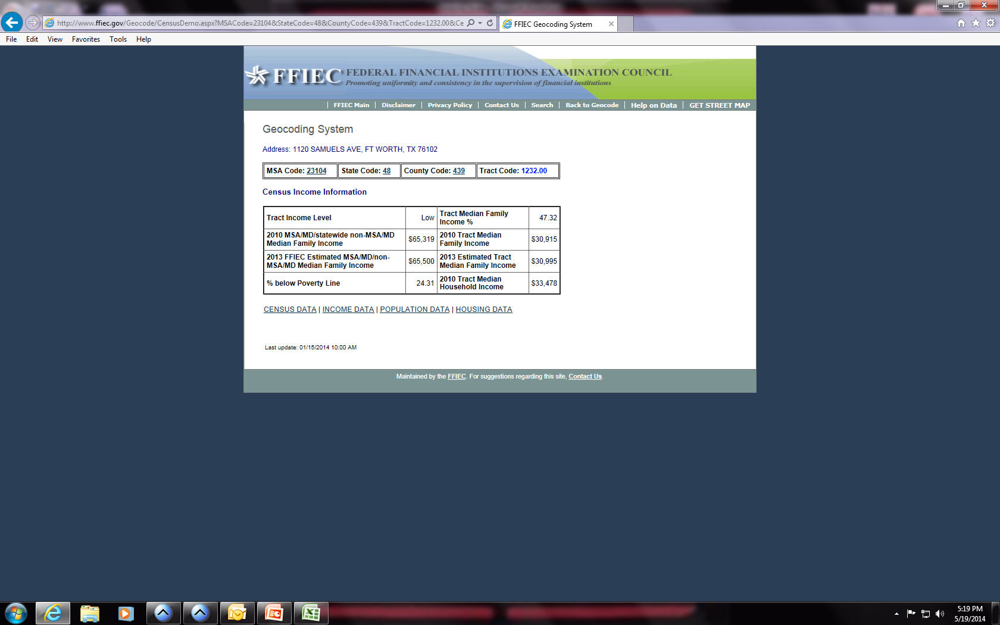 http://www.ffiec.gov/Geocode/CensusDemo.aspx?MSACode=23104&StateCode=48&CountyCode=439&TractCode=1232.00&Ce
FFIEC Geocoding System
File Edit View Favorites Tools Help
FFIEC FEDERAL FINANCIAL INSTITUTIONS EXAMINATION COUNCIL
Promoting uniformity and consistency in the supervision of financial institutions
| FFIEC Main | Disclaimer | Privacy Policy | Contact Us | Search | Back to Geocode | Help on Data | GET STREET MAP
Geocoding System
Address: 1120 SAMUELS AVE, FT WORTH, TX 76102
MSA Code: 23104 State Code: 48 County Code: 439 Tract Code: 1232.00
Census Income Information
Tract Income Level Low Tract Median Family
Income % 47.32
2010 MSA/MD/statewide non-MSA/MD
Median Family Income $65,319 2010 Tract Median
Family Income $30,915
2013 FFIEC Estimated MSA/MD/non-
MSA/MD Median Family Income $65,500 2013 Estimated Tract
Median Family Income $30,995
% below Poverty Line 24.31 2010 Tract Median
Household Income $33,478
CENSUS DATA | INCOME DATA | POPULATION DATA | HOUSING DATA
Last update: 01/15/2014 10:00 AM
Maintained by the FFIEC. For suggestions regarding this site, Contact Us.
5:19 PM
5/19/2014